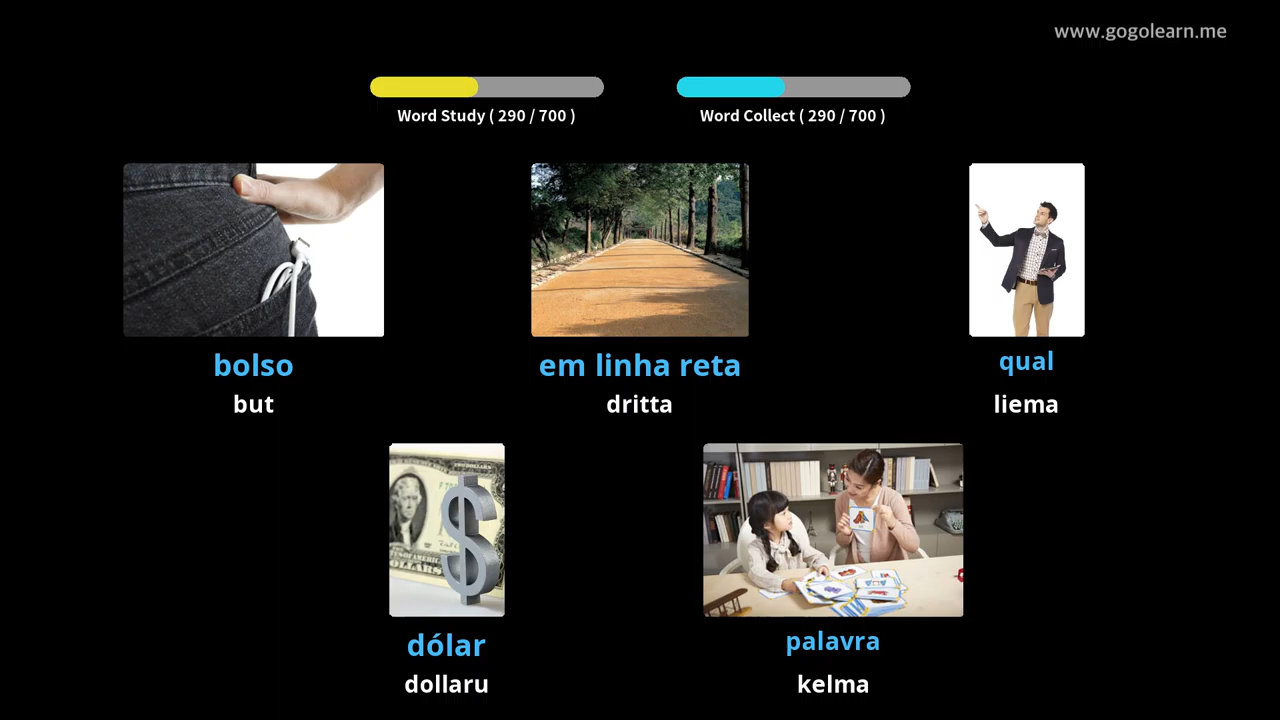 www.gogolearn.me
Word Study ( 290 / 700 )
Word Collect ( 290 / 700 )
bolso
but
em linha reta
dritta
qual
liema
dólar
dollaru
palavra
kelma